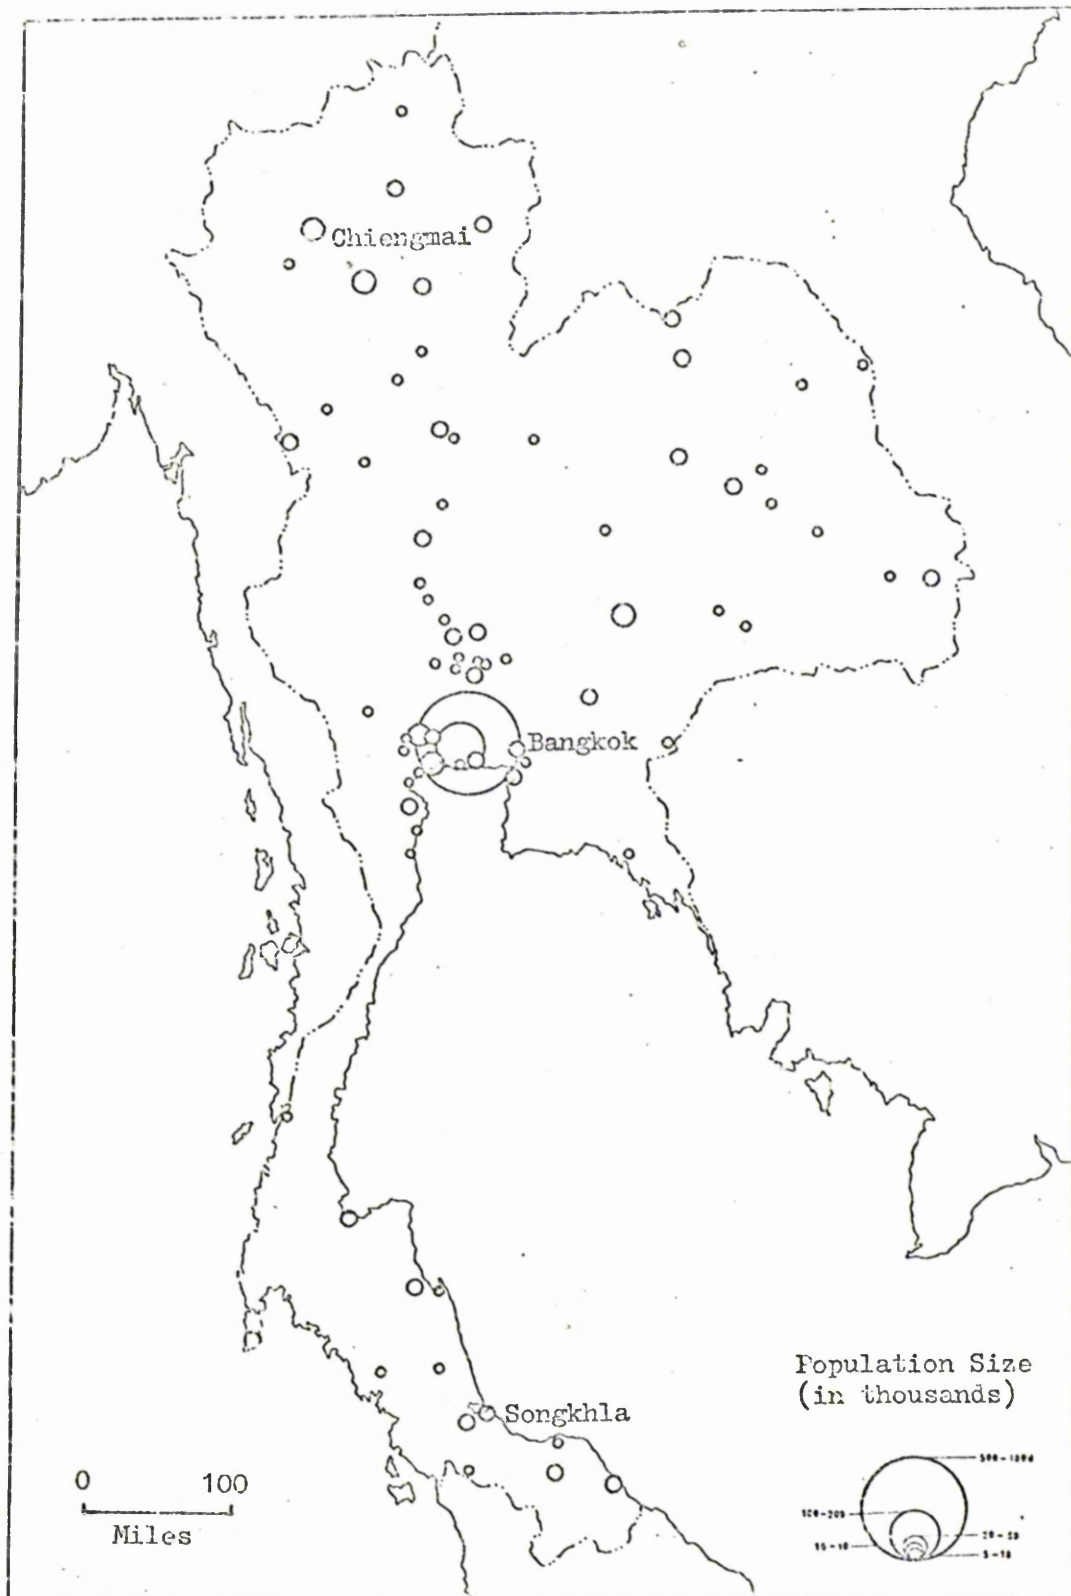 Chiengmai
Bangkok
Songkhla
Population Size
(in thousands)
0 100
Miles